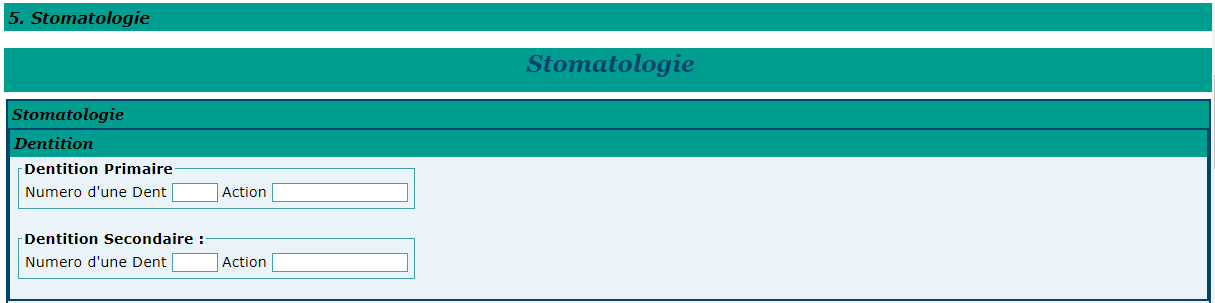 5. Stomatologie
Stomatologie
Stomatologie
Dentition
Dentition Primaire
Numero d'une Dent Action
Dentition Secondaire :
Numero d'une Dent Action